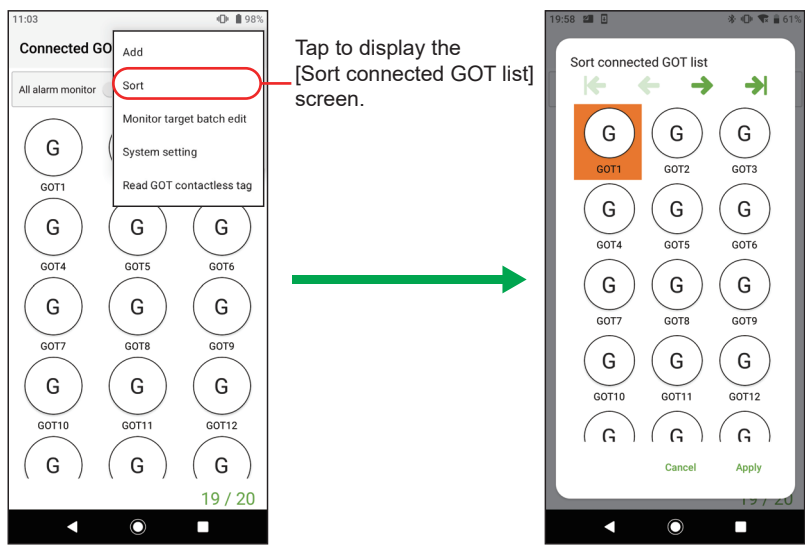 11:03
98%
Connected GO
Add
All alarm monitor
Sort
Monitor target batch edit
System setting
Read GOT contactless tag
G
GOT1
G G G
GOT4 GOT5 GOT6
G G G
GOT7 GOT8 GOT9
G G G
GOT10 GOT11 GOT12
G G G
19 / 20
Tap to display the
[Sort connected GOT list]
screen.
19:58
61%
Sort connected GOT list
G G G
GOT1 GOT2 GOT3
G G G
GOT4 GOT5 GOT6
G G G
GOT7 GOT8 GOT9
G G G
GOT10 GOT11 GOT12
G G G
Cancel Apply
19 / 20